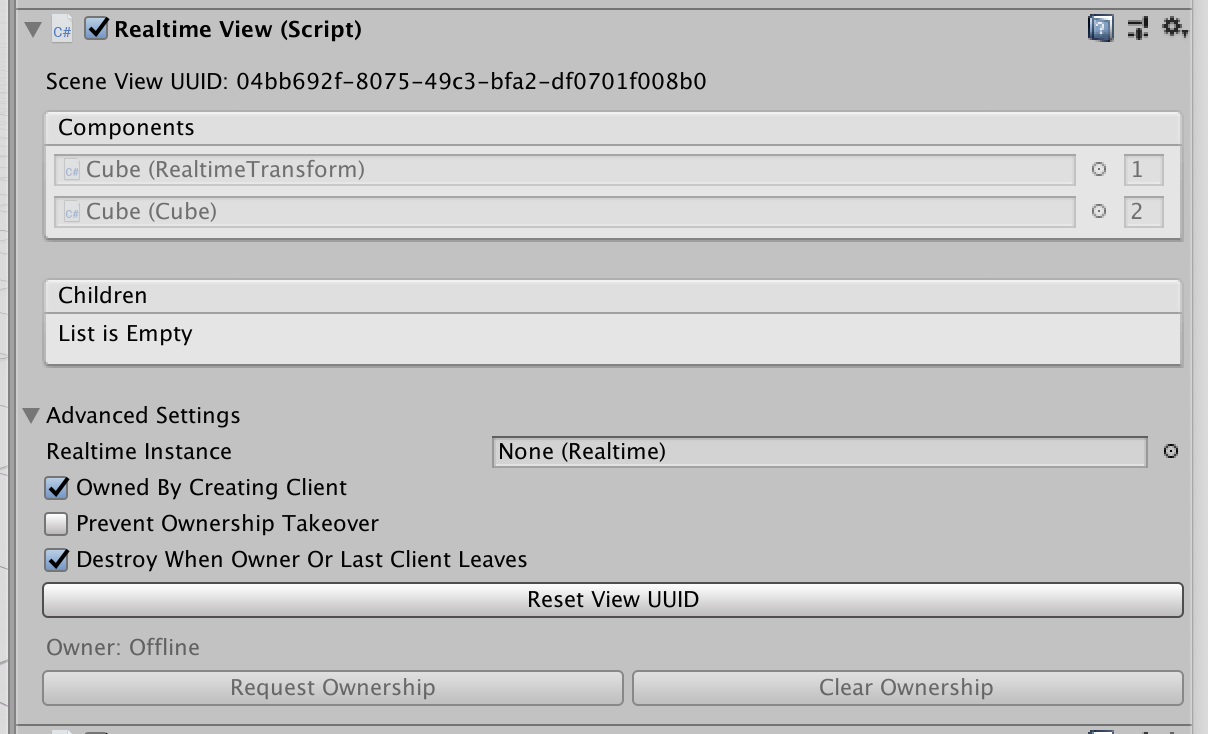 C# Realtime View (Script)
Scene View UUID: 04bb692f-8075-49c3-bfa2-df0701f008b0
Components
C# Cube (RealtimeTransform) 1
C# Cube (Cube) 2
Children
List is Empty
Advanced Settings
Realtime Instance None (Realtime)
Owned By Creating Client
Prevent Ownership Takeover
Destroy When Owner Or Last Client Leaves
Reset View UUID
Owner: Offline
Request Ownership Clear Ownership